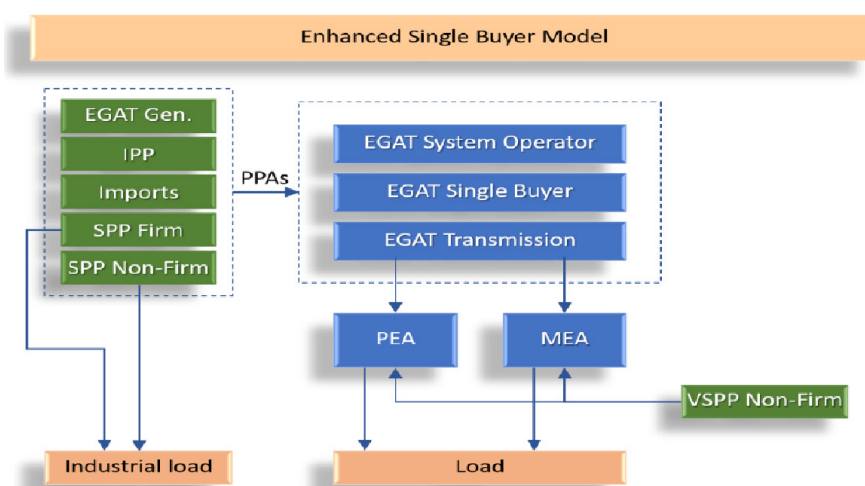 Enhanced Single Buyer Model
EGAT Gen.
IPP
Imports
SPP Firm
SPP Non-Firm
PPAs
EGAT System Operator
EGAT Single Buyer
EGAT Transmission
PEA
MEA
VSPP Non-Firm
Industrial load
Load